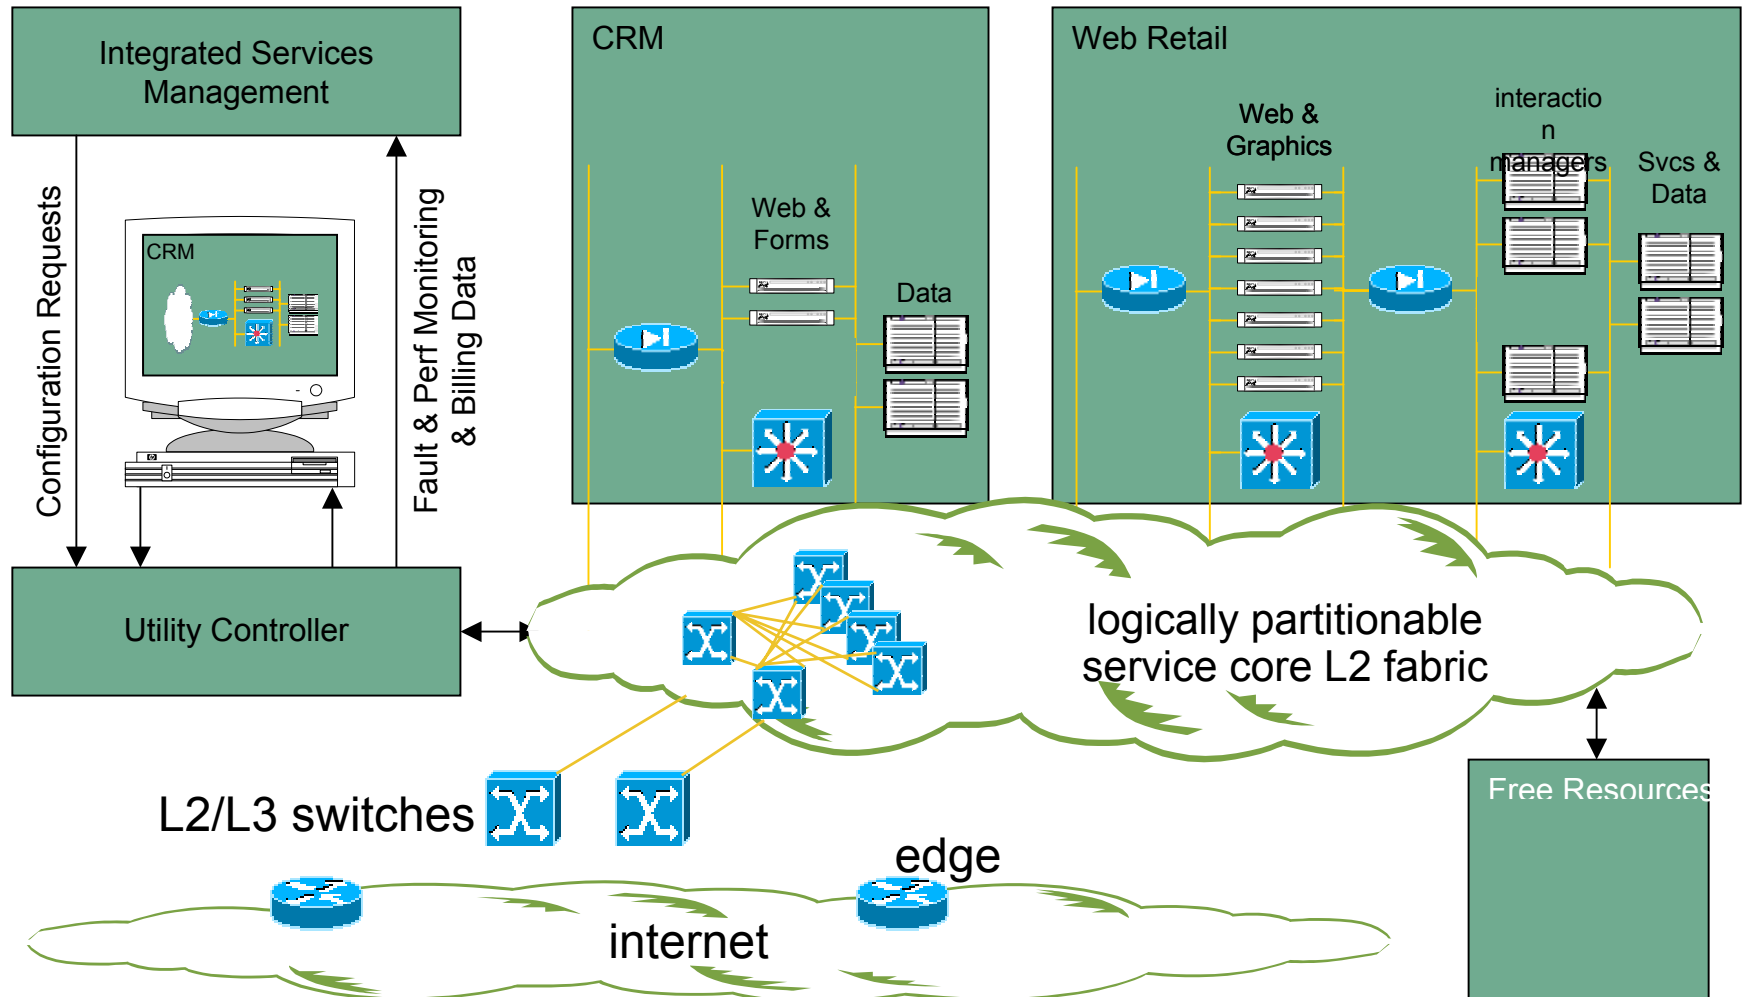 Integrated Services
Management
Configuration Requests
Fault & Perf Monitoring
& Billing Data
CRM
Utility Controller
CRM
Web &
Forms
Data
Web Retail
Web &
Graphics
interactio
n
managers
Svcs &
Data
logically partitionable
service core L2 fabric
L2/L3 switches
edge
internet
Free Resources